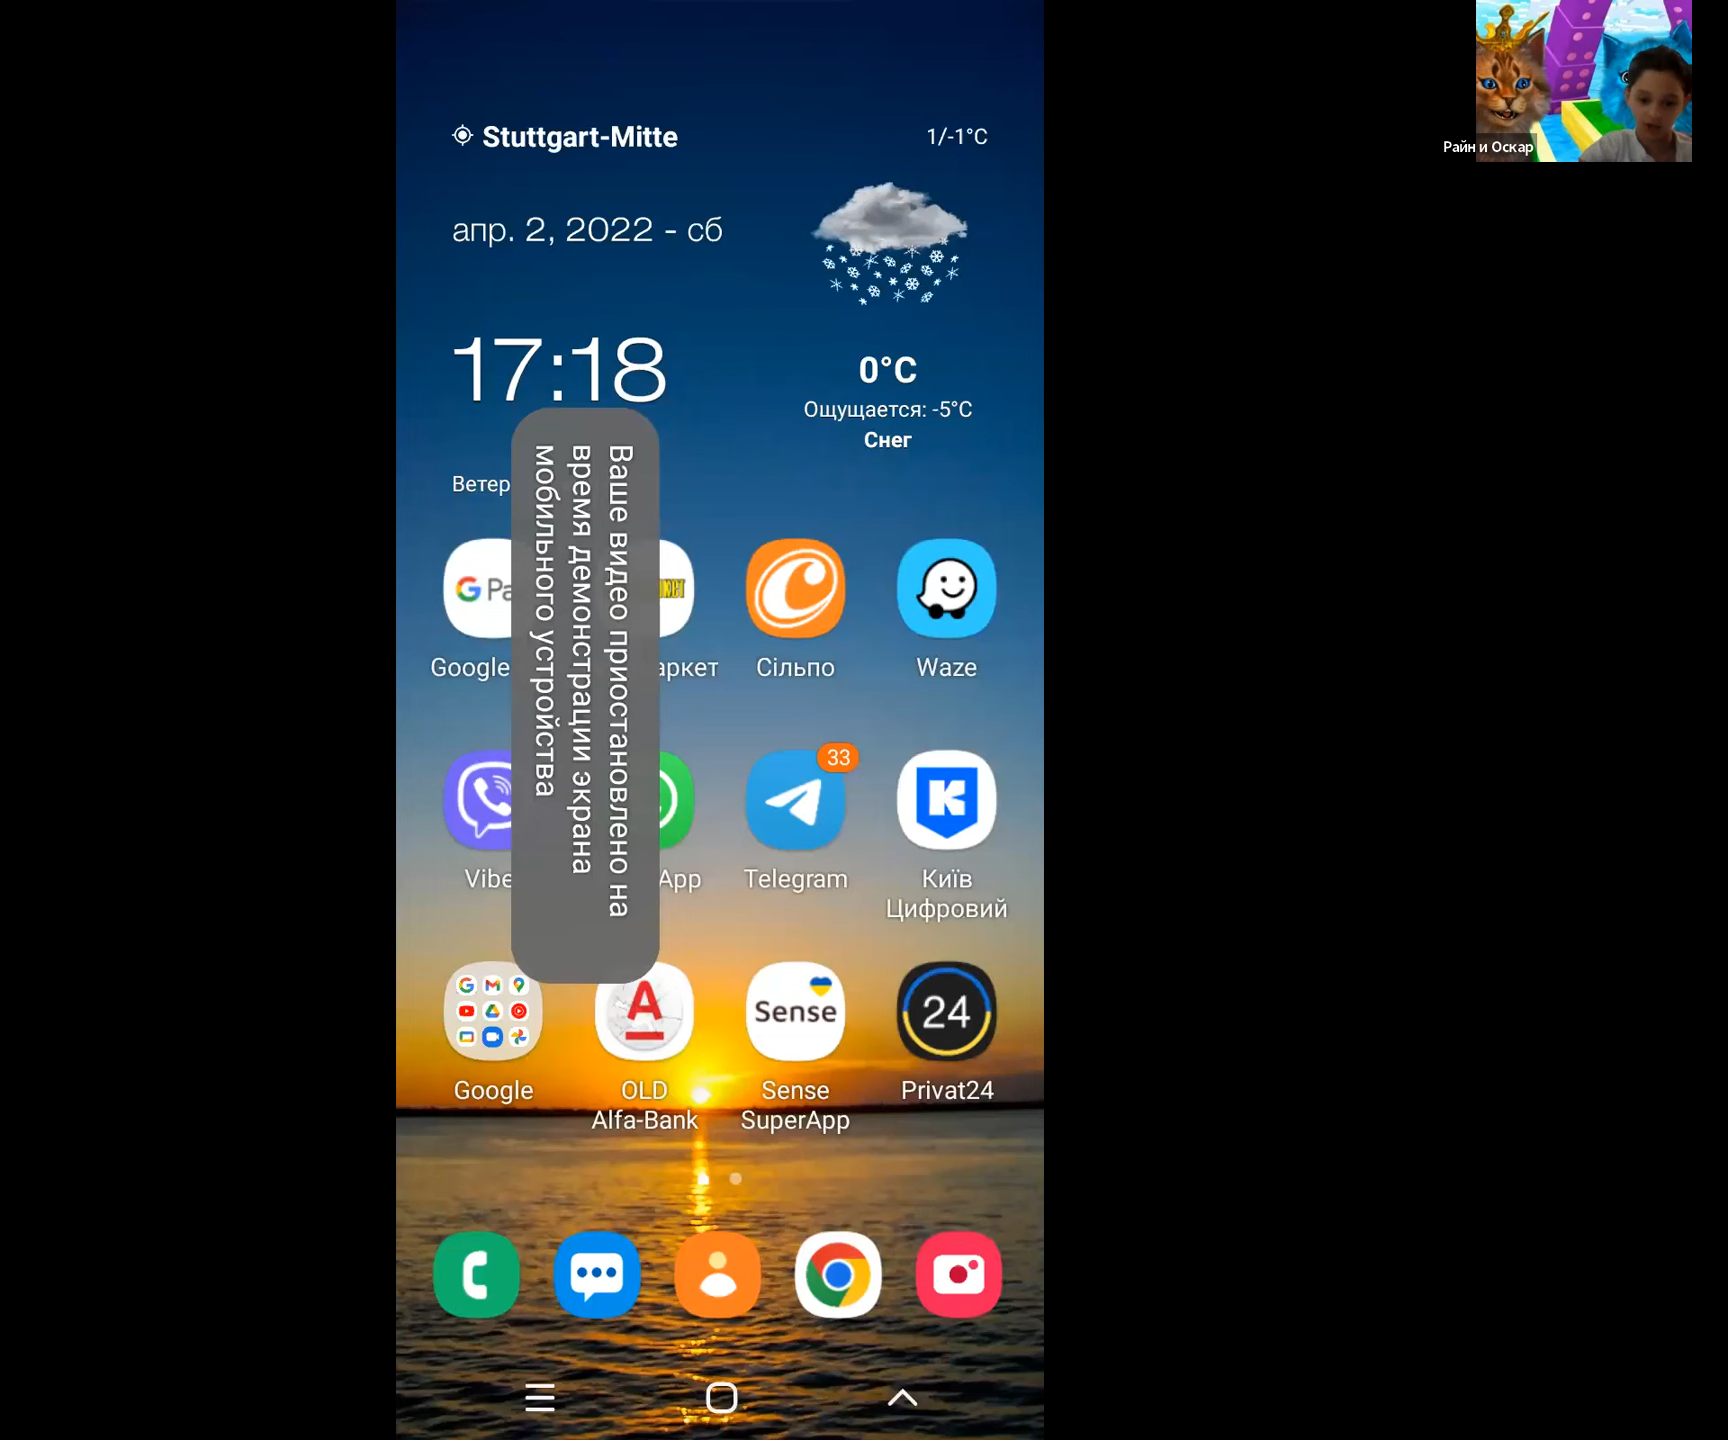 Stuttgart-Mitte
1/-1°C
Райн и Оскар
апр. 2, 2022 - сб
17:18
0°C
Ощущается: -5°C
Снег
Ветер
Ваше видео приостановлено на
время демонстрации экрана
мобильного устройства
G Pa
Google
аркет
Сільпо
Waze
33
Vibe
App
Telegram
Київ
Цифровий
Sense
24
Google
OLD
Alfa-Bank
Sense
SuperApp
Privat24